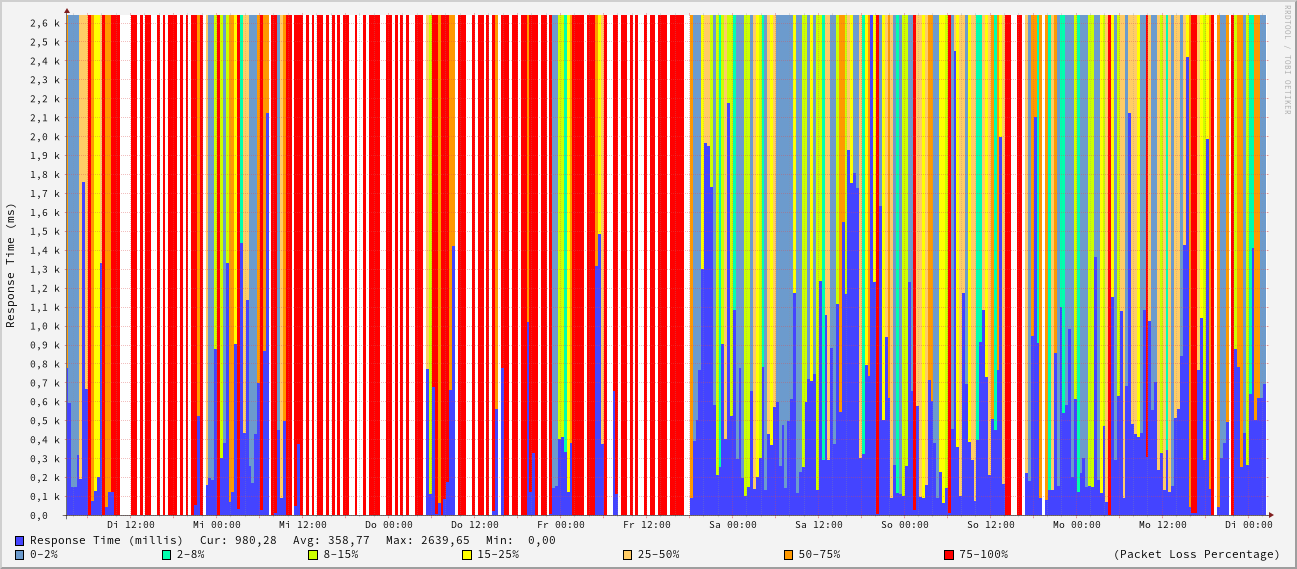 RRDTOOL / TOBI OETIKER
Response Time (ms)
2,6 k
2,5 k
2,4 k
2,3 k
2,2 k
2,1 k
2,0 k
1,9 k
1,8 k
1,7 k
1,6 k
1,5 k
1,4 k
1,3 k
1,2 k
1,1 k
1,0 k
0,9 k
0,8 k
0,7 k
0,6 k
0,5 k
0,4 k
0,3 k
0,2 k
0,1 k
0,0
Di 12:00 Mi 00:00 Mi 12:00 Do 00:00 Do 12:00 Fr 00:00 Fr 12:00 Sa 00:00 Sa 12:00 So 00:00 So 12:00 Mo 00:00 Mo 12:00 Di 00:00
Response Time (millis) Cur: 980,28 Avg: 358,77 Max: 2639,65 Min: 0,00
0-2% 2-8% 8-15% 15-25% 25-50% 50-75% 75-100% (Packet Loss Percentage)